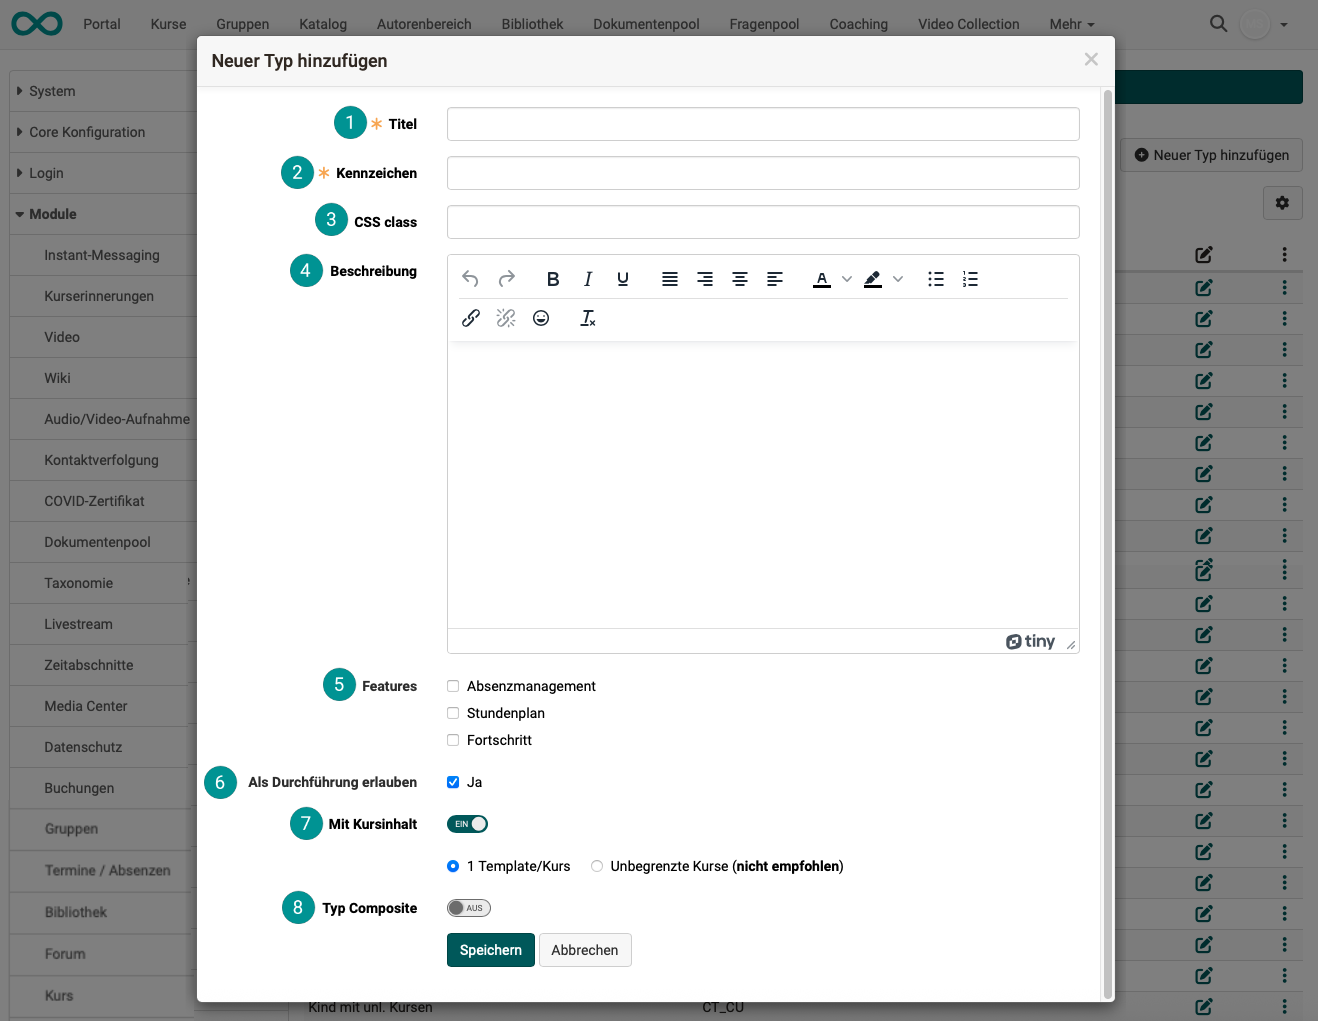 Portal Kurse Gruppen Katalog Autorenbereich Bibliothek Dokumentenpool Fragenpool Coaching Video Collection Mehr
Neuer Typ hinzufügen
System
Core Konfiguration
Login
Module
Instant-Messaging
Kurserinnerungen
Video
Wiki
Audio/Video-Aufnahme
Kontaktverfolgung
COVID-Zertifikat
Dokumentenpool
Taxonomie
Livestream
Zeitabschnitte
Media Center
Datenschutz
Buchungen
Gruppen
Termine / Absenzen
Bibliothek
Forum
Kurs
1 * Titel
2 * Kennzeichen
3 CSS class
4 Beschreibung
tiny
5 Features
Absenzmanagement
Stundenplan
Fortschritt
6 Als Durchführung erlauben Ja
7 Mit Kursinhalt EIN
1 Template/Kurs Unbegrenzte Kurse (nicht empfohlen)
8 Typ Composite AUS
Speichern Abbrechen
Neuer Typ hinzufügen
Kind mit unl. Kursen CT_CU